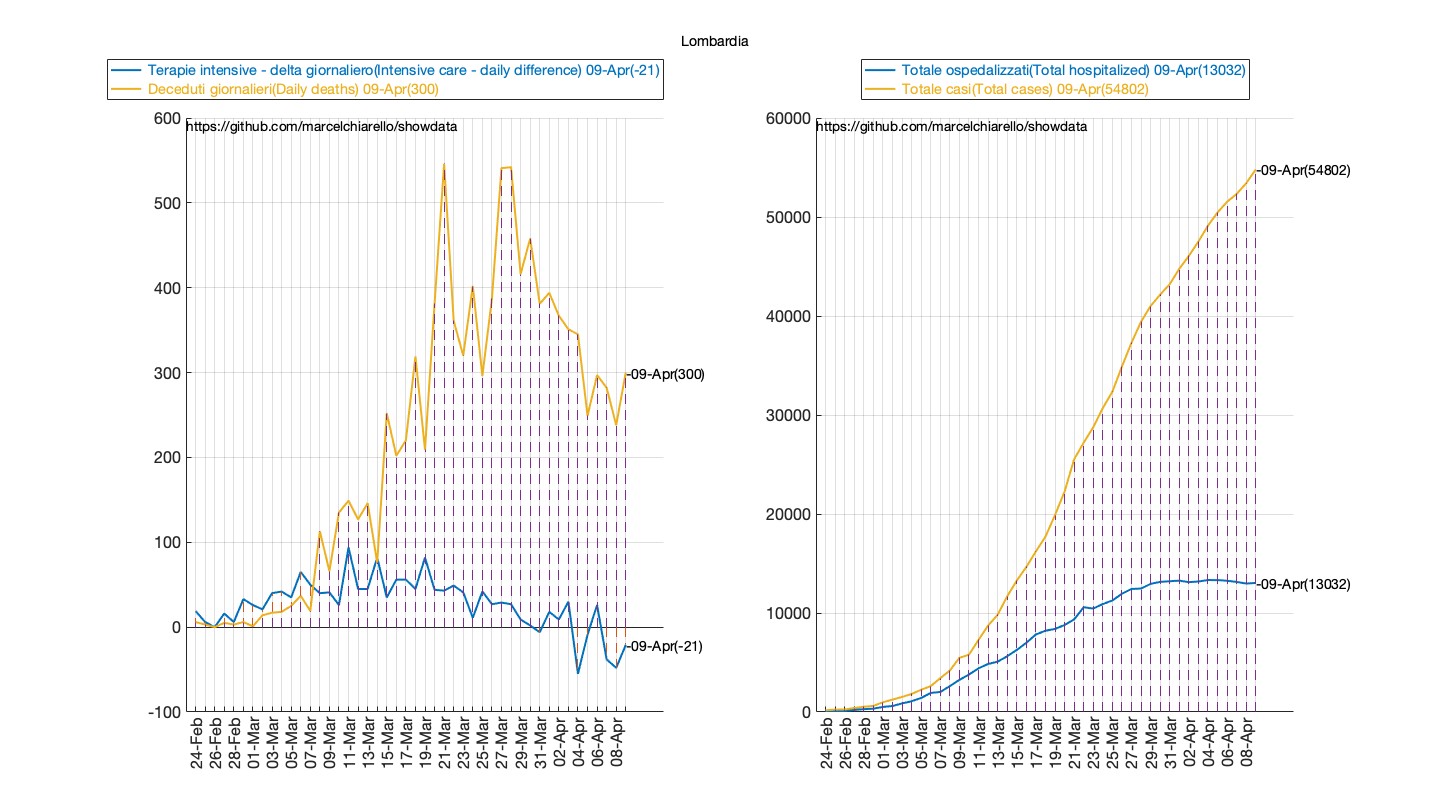 Lombardia
Terapie intensive - delta giornaliero(Intensive care - daily difference) 09-Apr(-21)
Deceduti giornalieri(Daily deaths) 09-Apr(300)
600
https://github.com/marcelchiarello/showdata
500
400
300
200
100
0
-100
-09-Apr(300)
-09-Apr(-21)
24-Feb
26-Feb
28-Feb
01-Mar
03-Mar
05-Mar
07-Mar
09-Mar
11-Mar
13-Mar
15-Mar
17-Mar
19-Mar
21-Mar
23-Mar
25-Mar
27-Mar
29-Mar
31-Mar
02-Apr
04-Apr
06-Apr
08-Apr
Totale ospedalizzati(Total hospitalized) 09-Apr(13032)
Totale casi(Total cases) 09-Apr(54802)
60000
https://github.com/marcelchiarello/showdata
50000
40000
30000
20000
10000
0
-09-Apr(54802)
-09-Apr(13032)
24-Feb
26-Feb
28-Feb
01-Mar
03-Mar
05-Mar
07-Mar
09-Mar
11-Mar
13-Mar
15-Mar
17-Mar
19-Mar
21-Mar
23-Mar
25-Mar
27-Mar
29-Mar
31-Mar
02-Apr
04-Apr
06-Apr
08-Apr